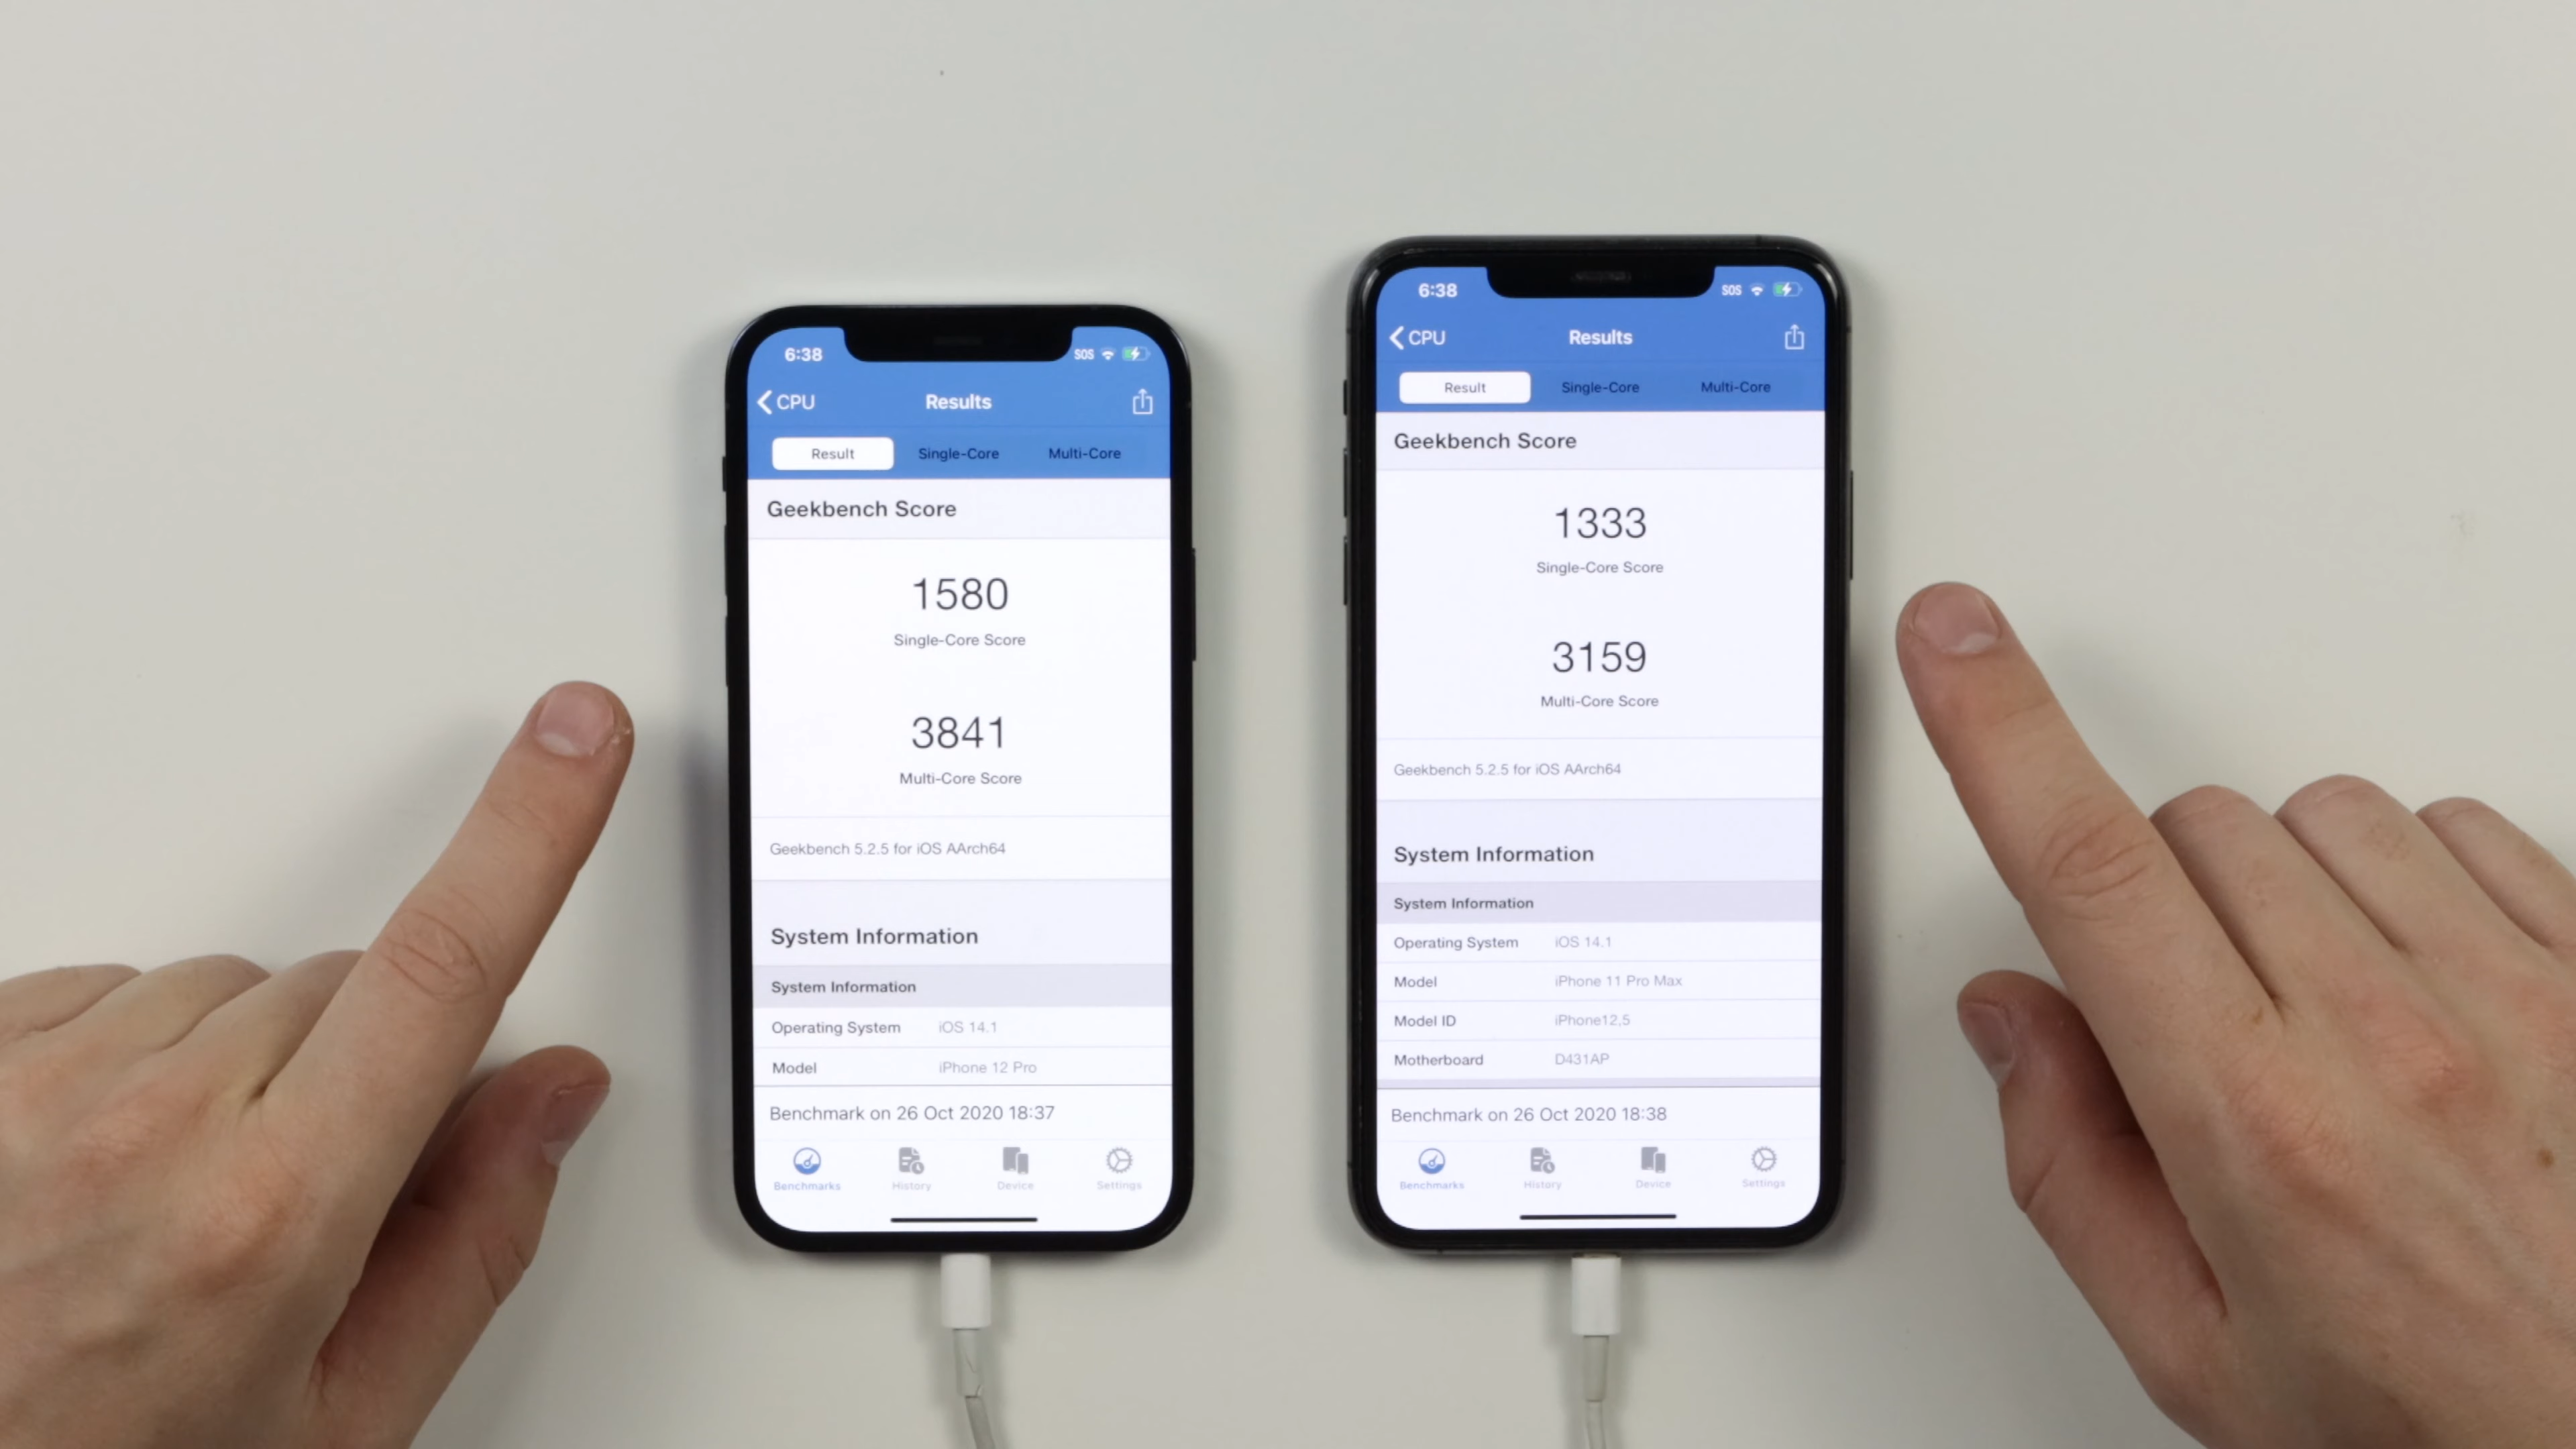 6:38
SOS
CPU
Results
Result
Single-Core
Multi-Core
Geekbench Score
1580
Single-Core Score
3841
Multi-Core Score
Geekbench 5.2.5 for iOS AArch64
System Information
System Information
Operating System iOS 14.1
Model iPhone 12 Pro
Benchmark on 26 Oct 2020 18:37
Benchmarks
History
Device
Settings
6:38
SOS
CPU
Results
Result
Single-Core
Multi-Core
Geekbench Score
1333
Single-Core Score
3159
Multi-Core Score
Geekbench 5.2.5 for iOS AArch64
System Information
System Information
Operating System iOS 14.1
Model iPhone 11 Pro Max
Model ID iPhone12,5
Motherboard D431AP
Benchmark on 26 Oct 2020 18:38
Benchmarks
History
Device
Settings